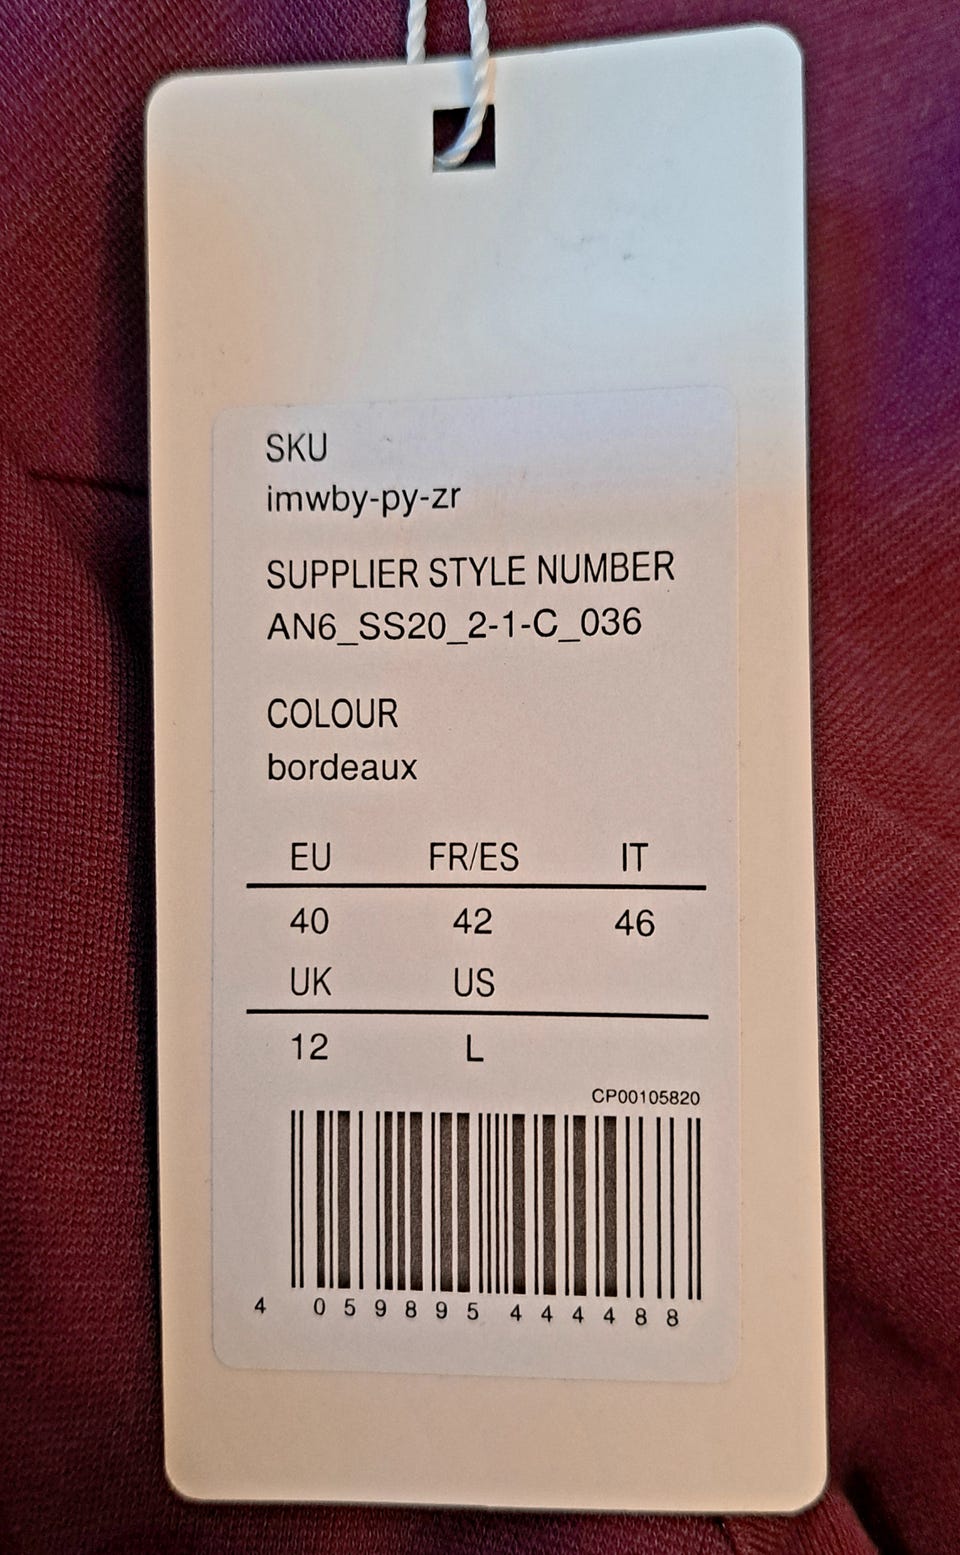 SKU
imwby-py-zr
SUPPLIER STYLE NUMBER
AN6_SS20_2-1-C_036
COLOUR
bordeaux
EU FR/ES IT
40 42 46
UK US
12 L
CP00105820
4 059895 444488